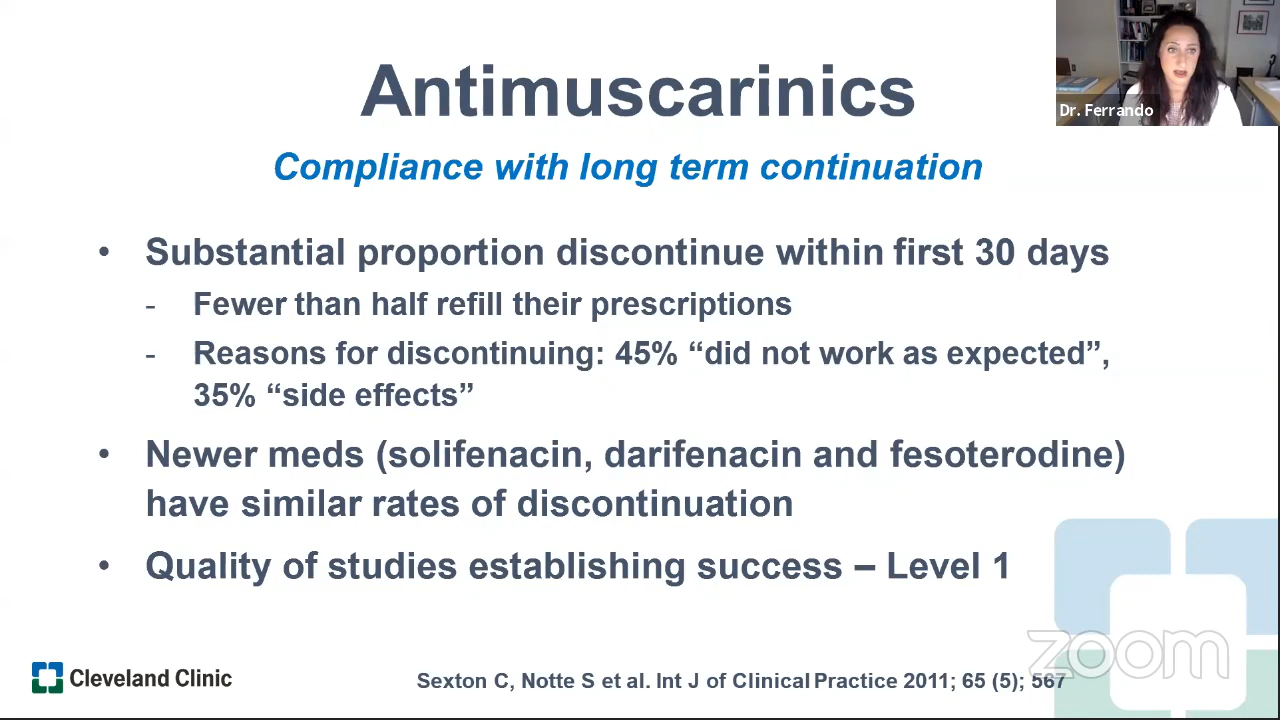 Antimuscarinics
Dr. Ferrando
Compliance with long term continuation
• Substantial proportion discontinue within first 30 days
- Fewer than half refill their prescriptions
- Reasons for discontinuing: 45% “did not work as expected”,
35% “side effects”
• Newer meds (solifenacin, darifenacin and fesoterodine)
have similar rates of discontinuation
• Quality of studies establishing success – Level 1
zoom
Cleveland Clinic
Sexton C, Notte S et al. Int J of Clinical Practice 2011; 65 (5); 567